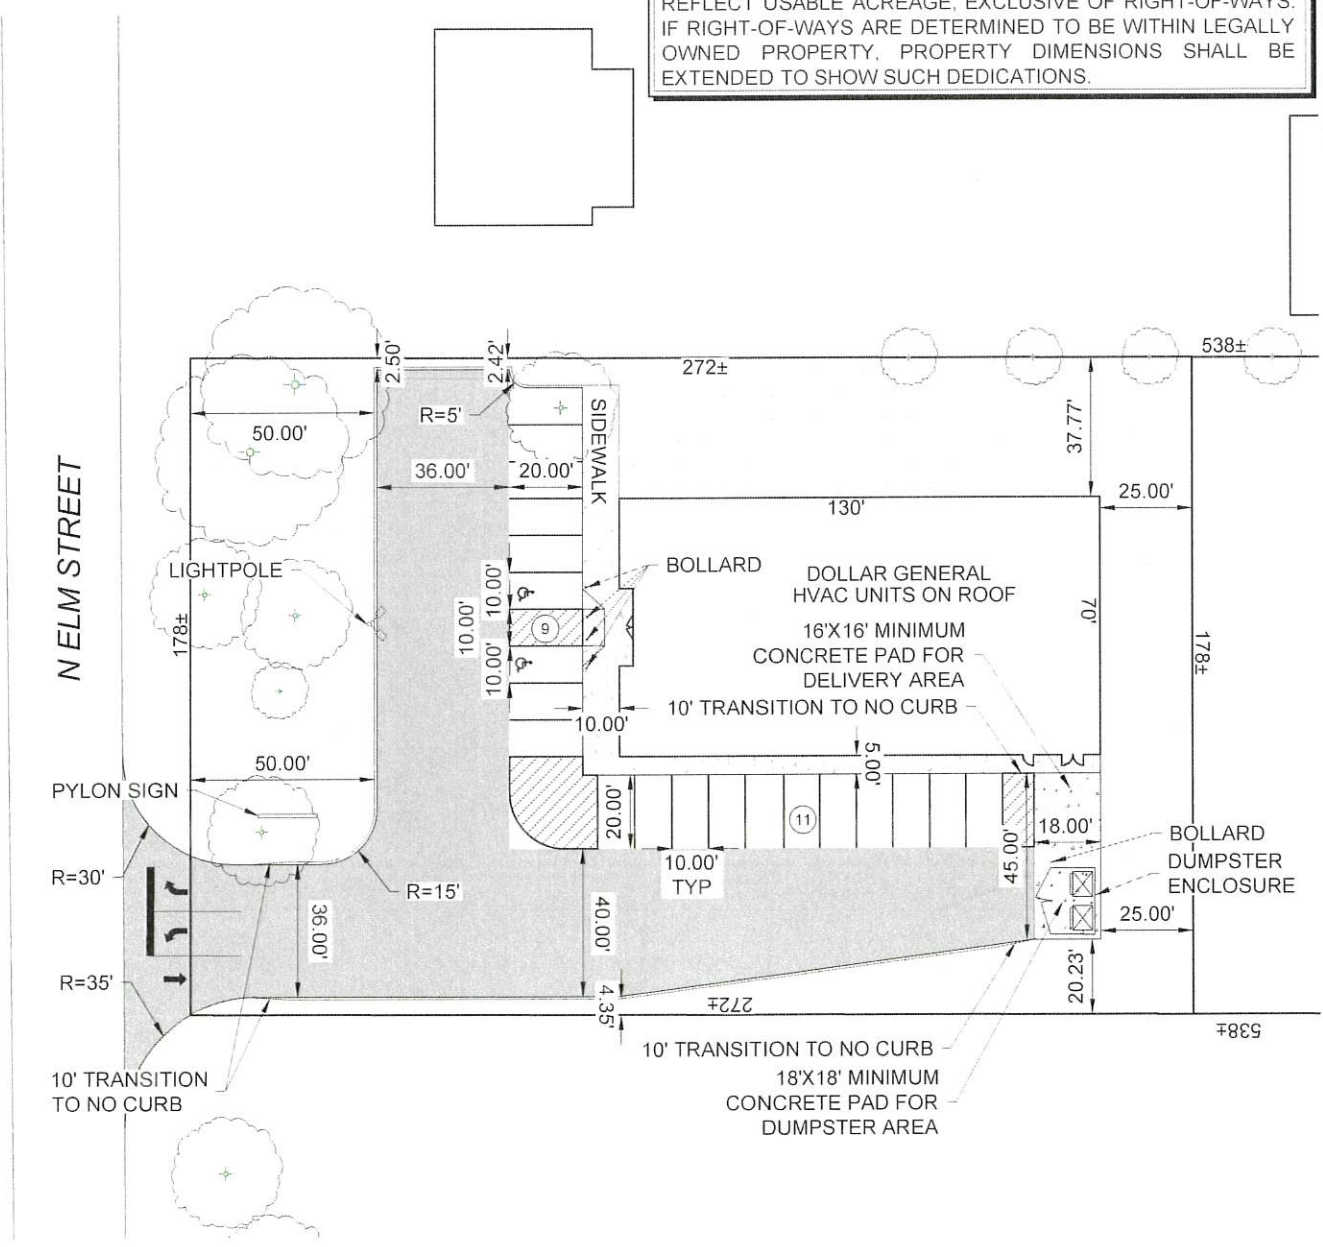 REFLECT USABLE ACREAGE, EXCLUSIVE OF RIGHT-OF-WAYS.
IF RIGHT-OF-WAYS ARE DETERMINED TO BE WITHIN LEGALLY
OWNED PROPERTY, PROPERTY DIMENSIONS SHALL BE
EXTENDED TO SHOW SUCH DEDICATIONS.
2.50'
2.42'
272±
538±
R=5'
50.00'
SIDEWALK
37.77'
36.00'
20.00'
25.00'
130'
N ELM STREET
LIGHTPOLE
BOLLARD
DOLLAR GENERAL
HVAC UNITS ON ROOF
70'
10.00'
10.00'
10.00'
9
178±
178±
16'X16' MINIMUM
CONCRETE PAD FOR
DELIVERY AREA
10' TRANSITION TO NO CURB
10.00'
5.00'
50.00'
PYLON SIGN
20.00'
11
18.00'
BOLLARD
DUMPSTER
ENCLOSURE
45.00'
10.00'
TYP
R=30'
R=15'
36.00'
40.00'
25.00'
R=35'
20.23'
4.35'
272±
538±
10' TRANSITION TO NO CURB
18'X18' MINIMUM
CONCRETE PAD FOR
DUMPSTER AREA
10' TRANSITION
TO NO CURB